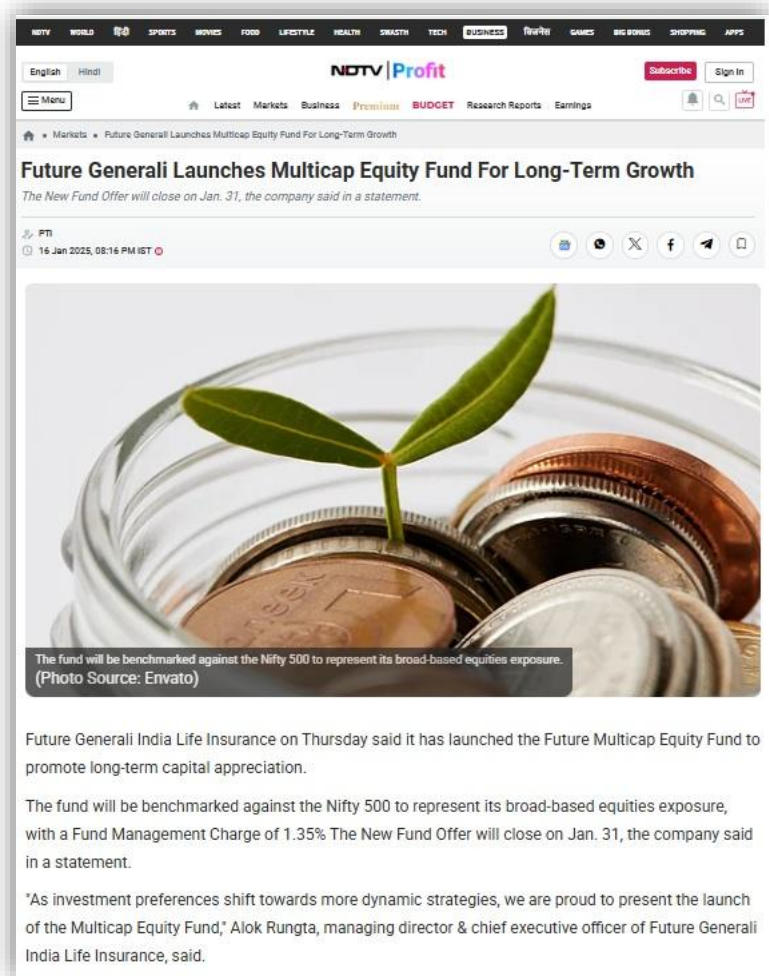 NDTV WORLD हिंदी SPORTS MOVIES FOOD LIFESTYLE HEALTH SWASTH TECH BUSINESS बिजनेस GAMES BIG BONUS SHOPPING APPS
English Hindi NDTV Profit Subscribe Sign In
Menu Latest Markets Business Premium BUDGET Research Reports Earnings LIVE
Markets Future Generali Launches Multicap Equity Fund For Long-Term Growth
Future Generali Launches Multicap Equity Fund For Long-Term Growth
The New Fund Offer will close on Jan. 31, the company said in a statement.
PTI
16 Jan 2025, 08:16 PM IST
The fund will be benchmarked against the Nifty 500 to represent its broad-based equities exposure.
(Photo Source: Envato)
Future Generali India Life Insurance on Thursday said it has launched the Future Multicap Equity Fund to
promote long-term capital appreciation.
The fund will be benchmarked against the Nifty 500 to represent its broad-based equities exposure,
with a Fund Management Charge of 1.35% The New Fund Offer will close on Jan. 31, the company said
in a statement.
"As investment preferences shift towards more dynamic strategies, we are proud to present the launch
of the Multicap Equity Fund," Alok Rungta, managing director & chief executive officer of Future Generali
India Life Insurance, said.